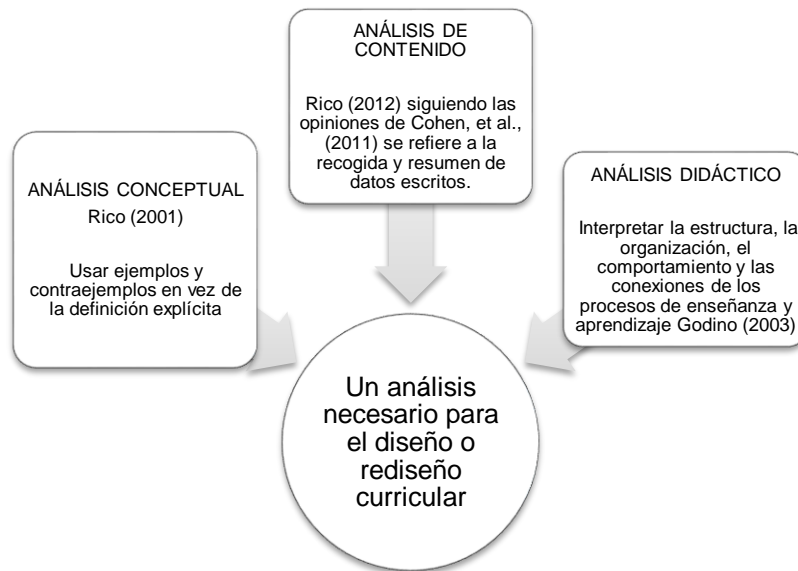 ANÁLISIS CONCEPTUAL
Rico (2001)
Usar ejemplos y
contraejemplos en vez de
la definición explícita
ANÁLISIS DE
CONTENIDO
Rico (2012) siguiendo las
opiniones de Cohen, et al.,
(2011) se refiere a la
recogida y resumen de
datos escritos.
ANÁLISIS DIDÁCTICO
Interpretar la estructura, la
organización, el
comportamiento y las
conexiones de los
procesos de enseñanza y
aprendizaje Godino (2003)
Un análisis
necesario para
el diseño o
rediseño
curricular